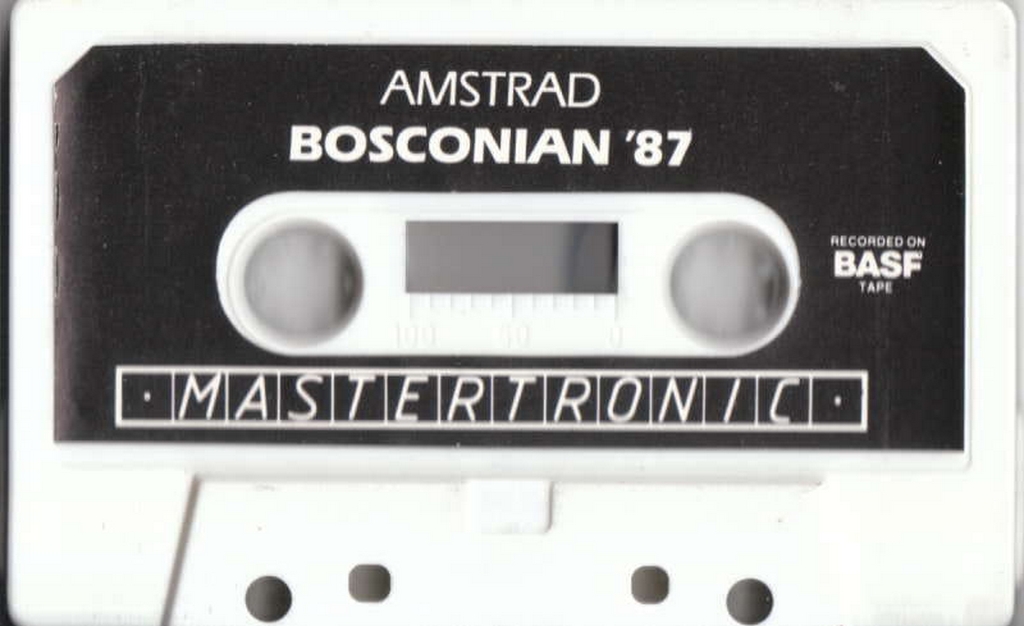 AMSTRAD
BOSCONIAN '87
RECORDED ON
BASF
TAPE
100 50 0
· MASTERTRONIC ·